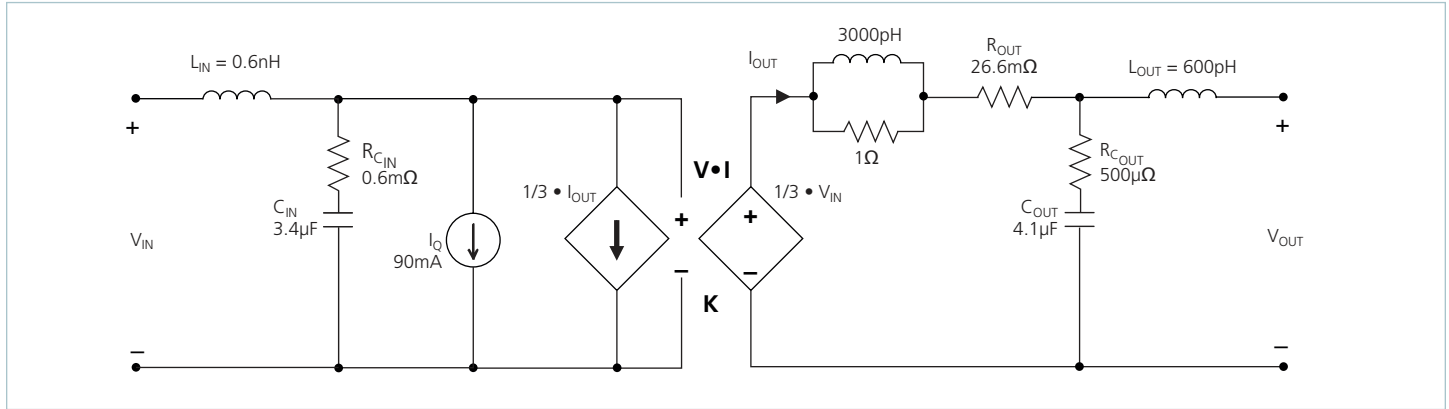 L_IN = 0.6nH
+
R_C_IN
0.6mΩ
C_IN
3.4µF
V_IN
I_Q
90mA
1/3 • I_OUT
V•I
+
–
K
+
–
1/3 • V_IN
I_OUT
3000pH
1Ω
R_OUT
26.6mΩ
L_OUT = 600pH
R_C_OUT
500µΩ
C_OUT
4.1µF
+
V_OUT
–
–